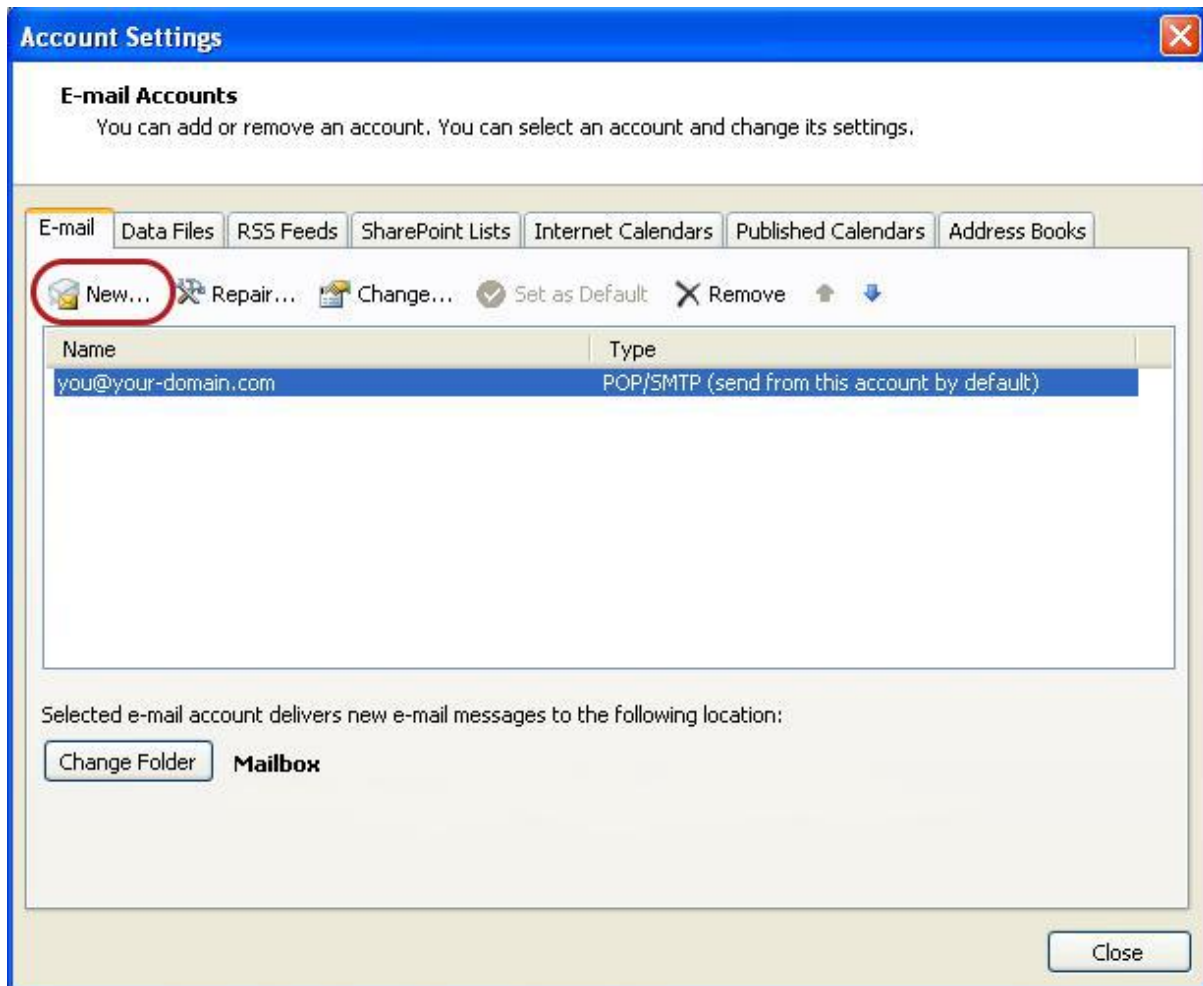 Account Settings
E-mail Accounts
You can add or remove an account. You can select an account and change its settings.
E-mail Data Files RSS Feeds SharePoint Lists Internet Calendars Published Calendars Address Books
New... Repair... Change... Set as Default Remove
Name Type
you@your-domain.com POP/SMTP (send from this account by default)
Selected e-mail account delivers new e-mail messages to the following location:
Change Folder Mailbox
Close